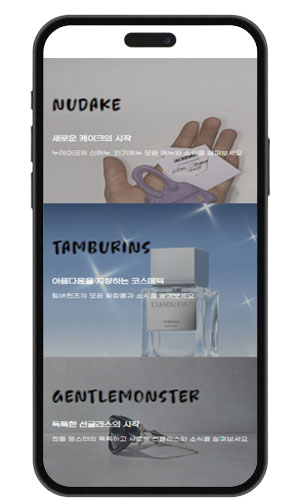 NUDAKE
새로운 케이크의 시작
누데이크의 신메뉴, 인기메뉴 모든 메뉴와 소식을 살펴보세요
TAMBURINS
아름다움을 지향하는 코스메틱
탬버린즈의 모든 화장품과 소식을 살펴보세요
TAMBURINS
GENTLEMONSTER
독특한 선글라스의 시작
젠틀 몬스터의 독특하고 새로운 선글라스와 소식을 살펴보세요